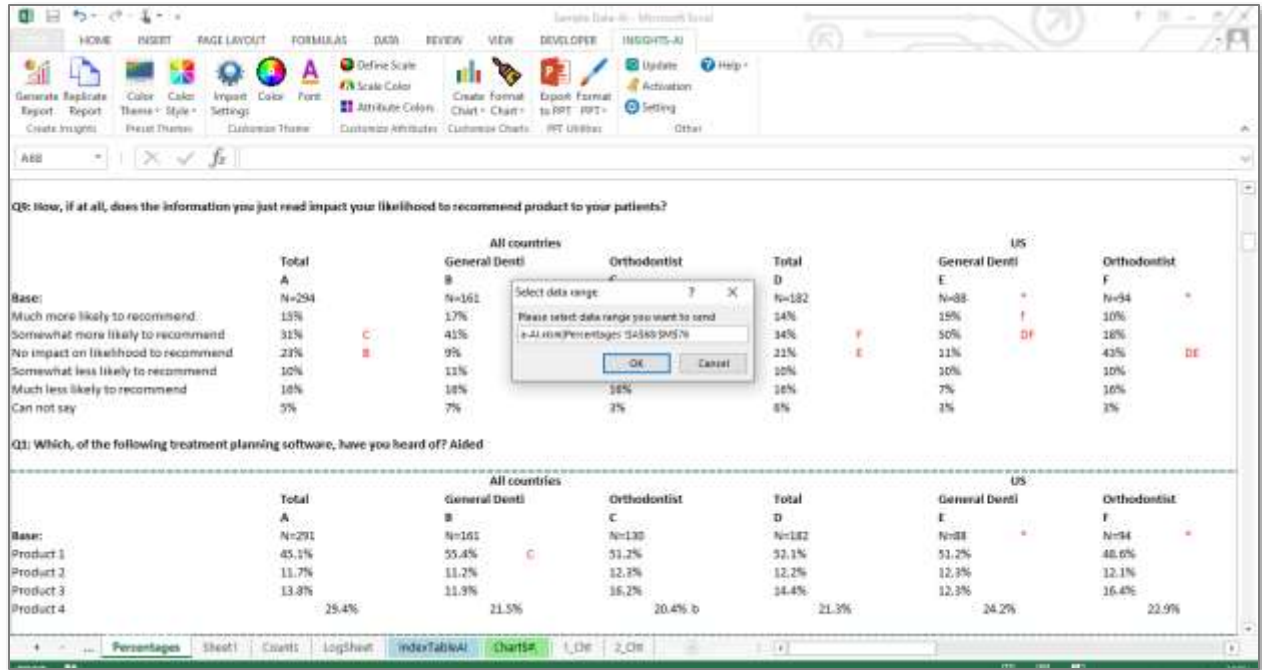 Sample Data-AI - Microsoft Excel
HOME INSERT PAGE LAYOUT FORMULAS DATA REVIEW VIEW DEVELOPER INSIGHTS-AI
Generate Report
Replicate Report
Create Insights
Color Theme
Color Style
Preset Themes
Import Settings
Color
Font
Customize Theme
Define Scale
Scale Color
Attribute Colors
Customize Attributes
Create Chart
Format Chart
Customize Charts
Export to PPT
Format PPT
PPT Utilities
Update
Activation
Setting
Help
Other
fx
Q9: How, if at all, does the information you just read impact your likelihood to recommend product to your patients?
All countries US
Total General Denti Orthodontist Total General Denti Orthodontist
A B C D E F
Base: N=294 N=161 N=182 N=88 * N=94 *
Much more likely to recommend 15% 17% 14% 19% f 10%
Somewhat more likely to recommend 31% C 41% 34% F 50% DF 18%
No impact on likelihood to recommend 23% B 9% 21% E 11% 43% DE
Somewhat less likely to recommend 10% 11% 10% 10% 10%
Much less likely to recommend 16% 16% 16% 16% 7% 16%
Can not say 5% 7% 3% 6% 3% 3%
Select data range ? X
Please select data range you want to send
OK Cancel
Q1: Which, of the following treatment planning software, have you heard of? Aided
All countries US
Total General Denti Orthodontist Total General Denti Orthodontist
A B C D E F
Base: N=291 N=161 N=130 N=182 N=88 * N=94 *
Product 1 45.1% 55.4% C 51.2% 52.1% 51.2% 48.6%
Product 2 11.7% 11.2% 12.3% 12.2% 12.3% 12.1%
Product 3 13.8% 11.9% 16.2% 14.4% 12.3% 16.4%
Product 4 29.4% 21.5% 20.4% b 21.3% 24.2% 22.9%
... Percentages Sheet1 Counts LogSheet IndexTableAI 1_Cht 2_Cht